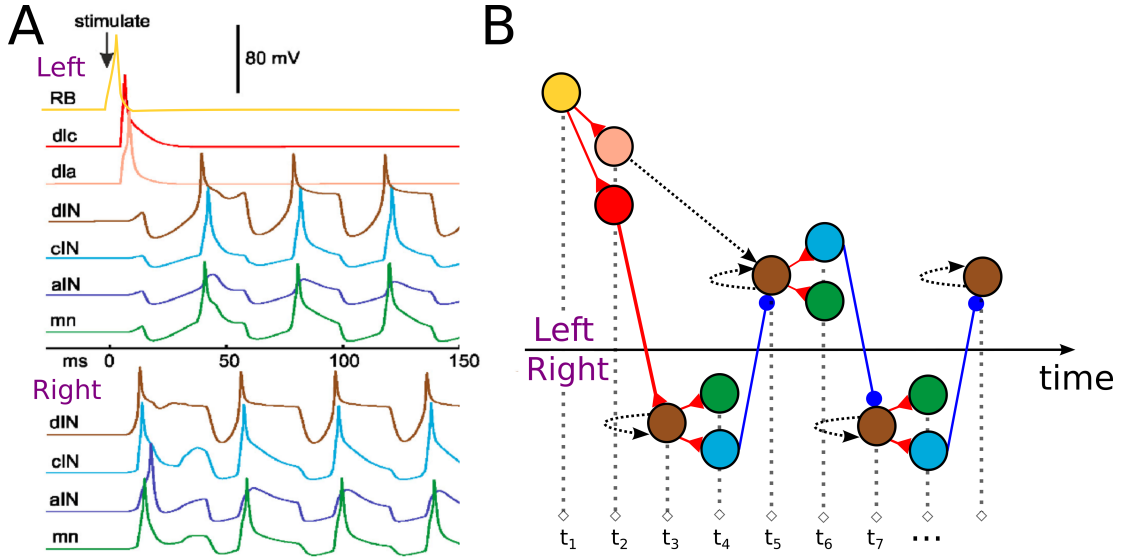 A
stimulate
80 mV
Left
RB
dlc
dla
dIN
cIN
aIN
mn
ms 0 50 100 150
Right
dIN
cIN
aIN
mn
B
Left
Right
time
t1 t2 t3 t4 t5 t6 t7 ...